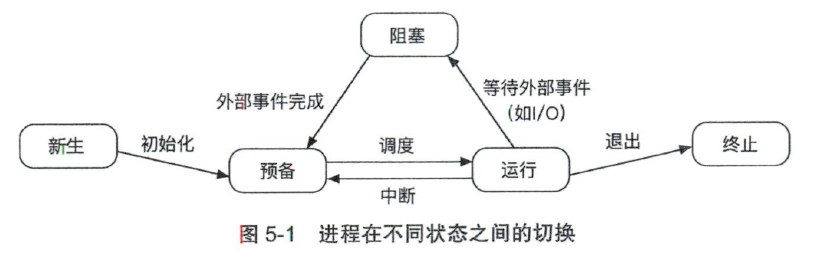 阻塞
外部事件完成
等待外部事件
(如I/O)
新生
初始化
预备
调度
中断
运行
退出
终止
图 5-1 进程在不同状态之间的切换